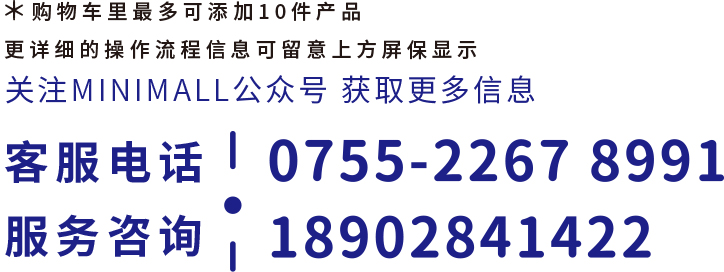 ＊购物车里最多可添加10件产品
更详细的操作流程信息可留意上方屏保显示
关注MINIMALL公众号 获取更多信息
客服电话 0755-2267 8991
服务咨询 18902841422